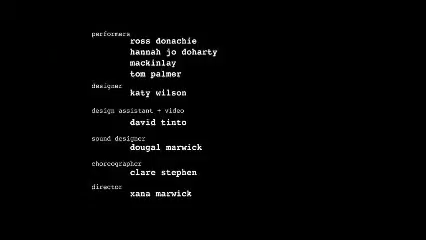 performers
ross donachie
hannah jo doharty
mackinlay
tom palmer
designer
katy wilson
design assistant + video
david tinto
sound designer
dougal marwick
choreographer
clare stephen
director
xana marwick